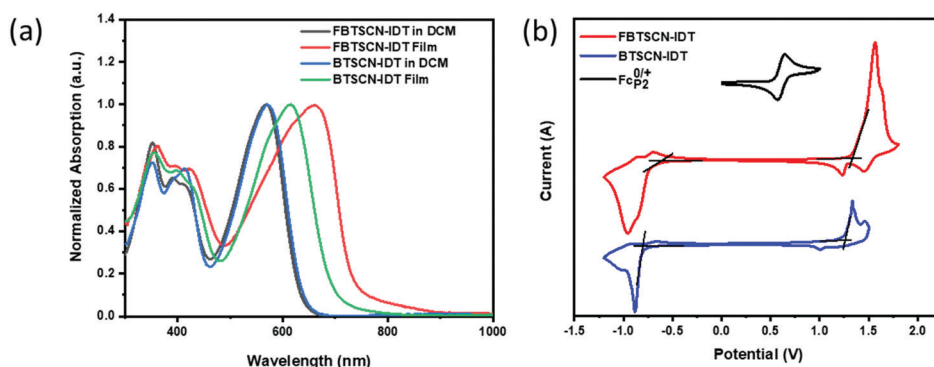 (a)
FBTSCN-IDT in DCM
FBTSCN-IDT Film
BTSCN-IDT in DCM
BTSCN-IDT Film
Normalized Absorption (a.u.)
1.4
1.2
1.0
0.8
0.6
0.4
0.2
0.0
400
600
800
1000
Wavelength (nm)
(b)
FBTSCN-IDT
BTSCN-IDT
Fc0/+P2
Current (A)
-1.5
-1.0
-0.5
0.0
0.5
1.0
1.5
2.0
Potential (V)